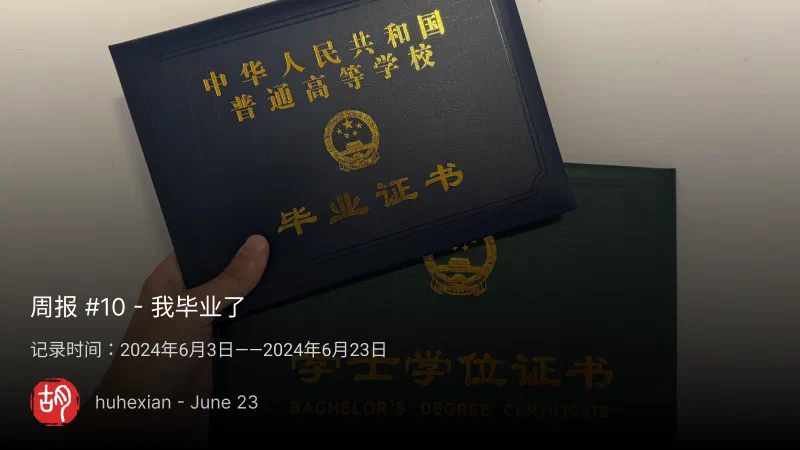 中华人民共和国
普通高等学校
毕业证书
周报 #10 - 我毕业了
记录时间：2024年6月3日——2024年6月23日
学士学位证书
BACHELOR'S DEGREE CERTIFICATE
胡
huhexian - June 23